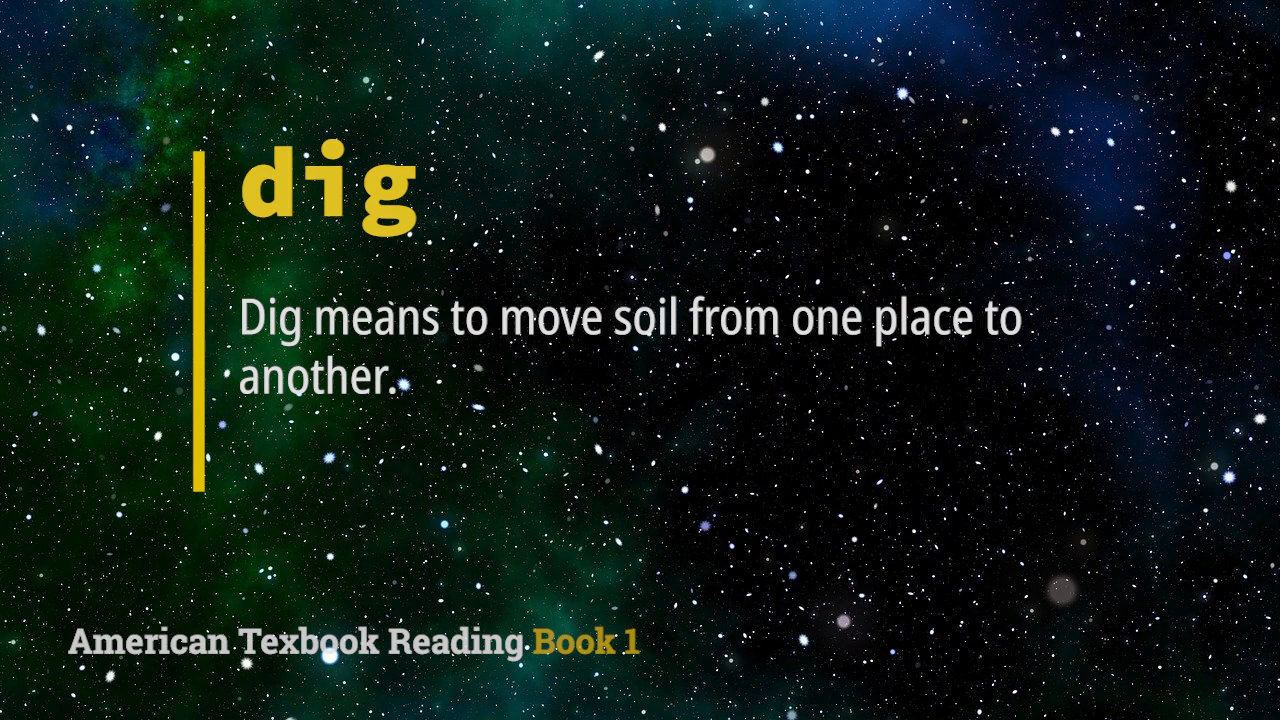 dig
Dig means to move soil from one place to
another.
American Texbook Reading Book 1